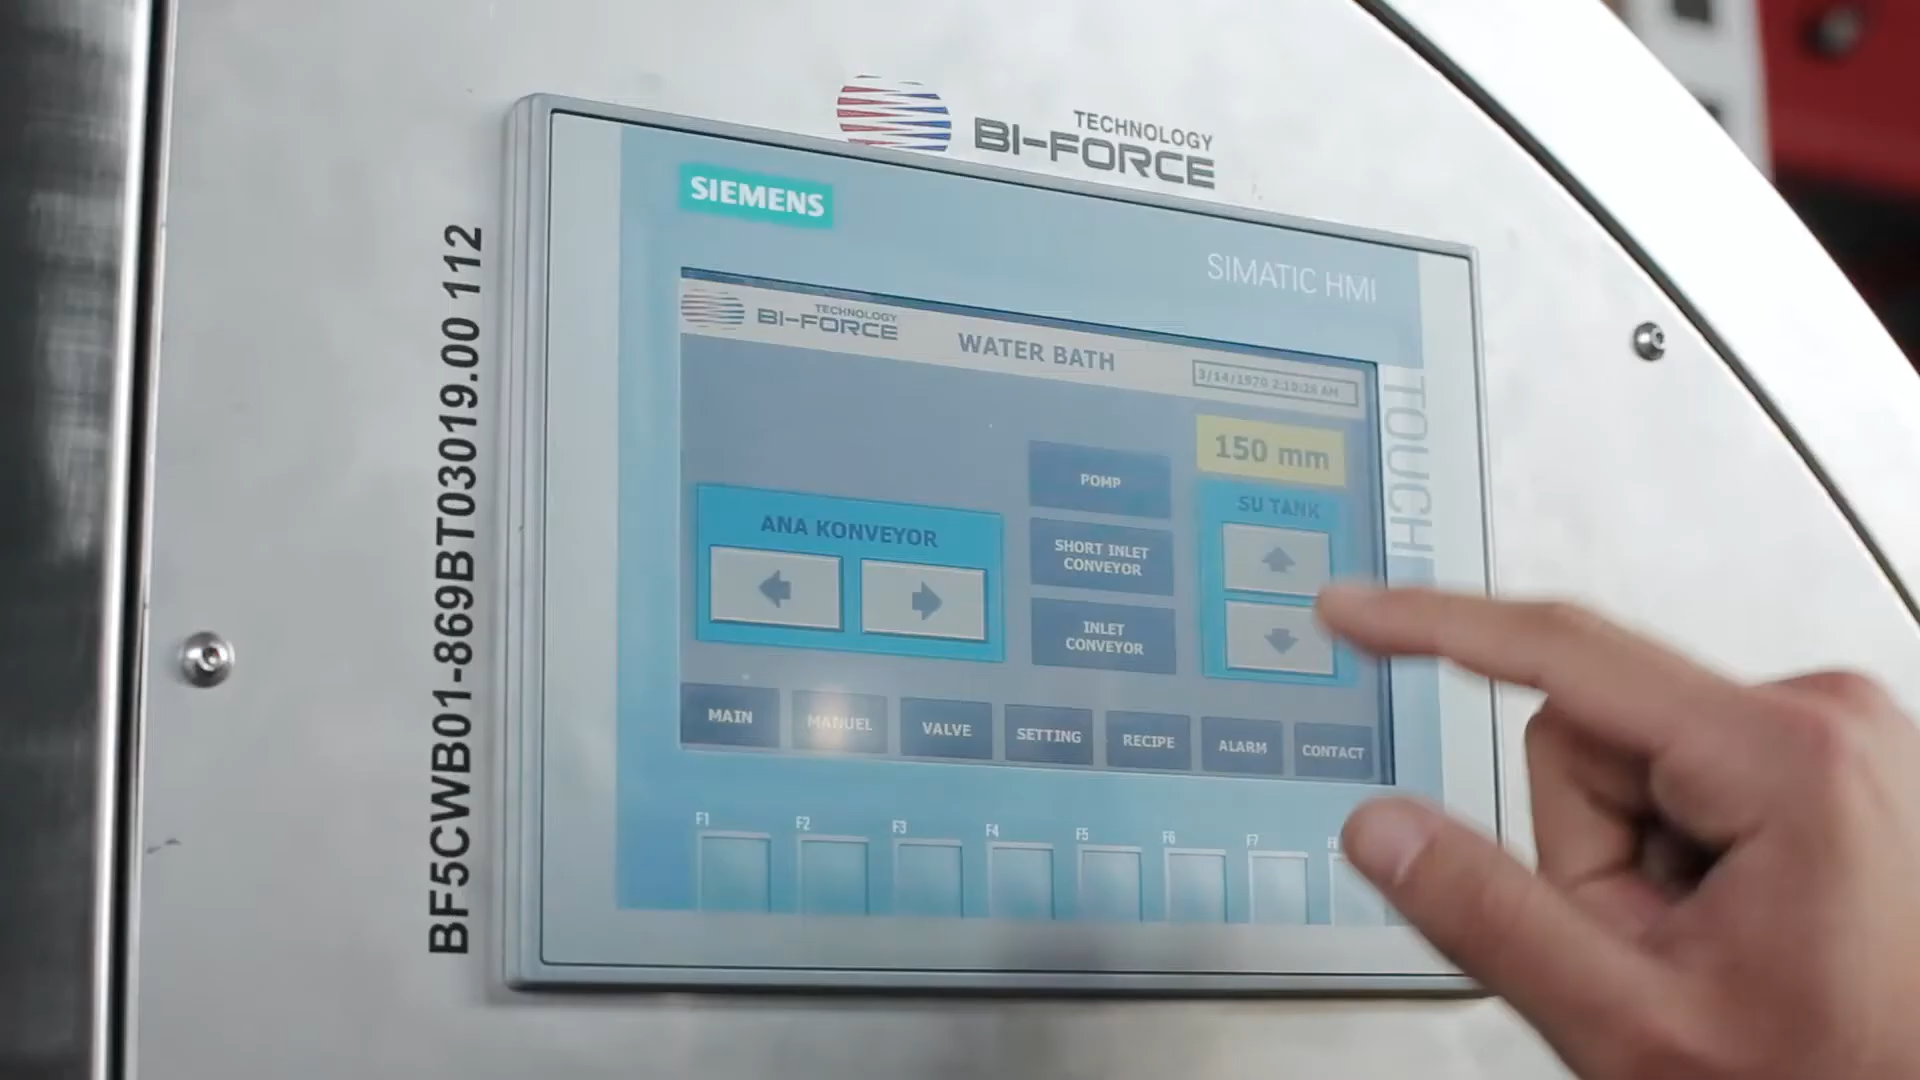 TECHNOLOGY
BI-FORCE
SIEMENS
SIMATIC HMI
TOUCH
BF5CWB01-869BT03019.00 112
TECHNOLOGY
BI-FORCE
WATER BATH
3/14/1970 2:10:26 AM
150 mm
POMP
SU TANK
ANA KONVEYOR
SHORT INLET
CONVEYOR
INLET
CONVEYOR
MAIN
MANUEL
VALVE
SETTING
RECIPE
ALARM
CONTACT
F1
F2
F3
F4
F5
F6
F7